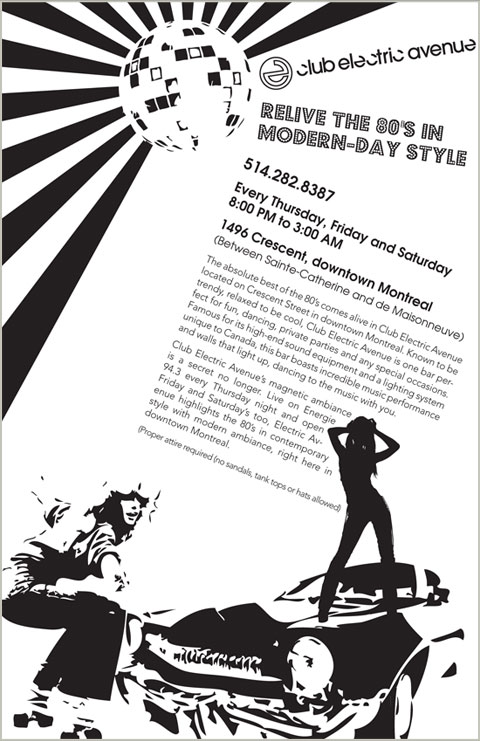 club electric avenue
RELIVE THE 80'S IN
MODERN-DAY STYLE
514.282.8387
Every Thursday, Friday and Saturday
8:00 PM to 3:00 AM
1496 Crescent, downtown Montreal
(Between Sainte-Catherine and de Maisonneuve)
The absolute best of the 80's comes alive in Club Electric Avenue
located on Crescent Street in downtown Montreal. Known to be
trendy, relaxed to be cool, Club Electric Avenue is one bar per-
fect for fun, dancing, private parties and any special occasions.
Famous for its high-end sound equipment and a lighting system
unique to Canada, this bar boasts incredible music performance
and walls that light up, dancing to the music with you.
Club Electric Avenue's magnetic ambiance
is a secret no longer. Live on Energie
94.3 every Thursday night and open
Friday and Saturday's too, Electric Av-
enue highlights the 80's in contemporary
style with modern ambiance, right here in
downtown Montreal.
(Proper attire required (no sandals, tank tops or hats allowed)